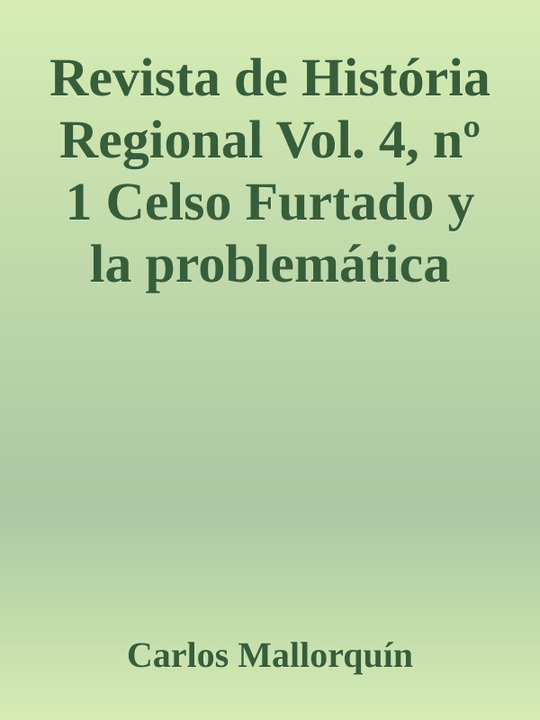 Revista de História
Regional Vol. 4, nº
1 Celso Furtado y
la problemática
Carlos Mallorquín